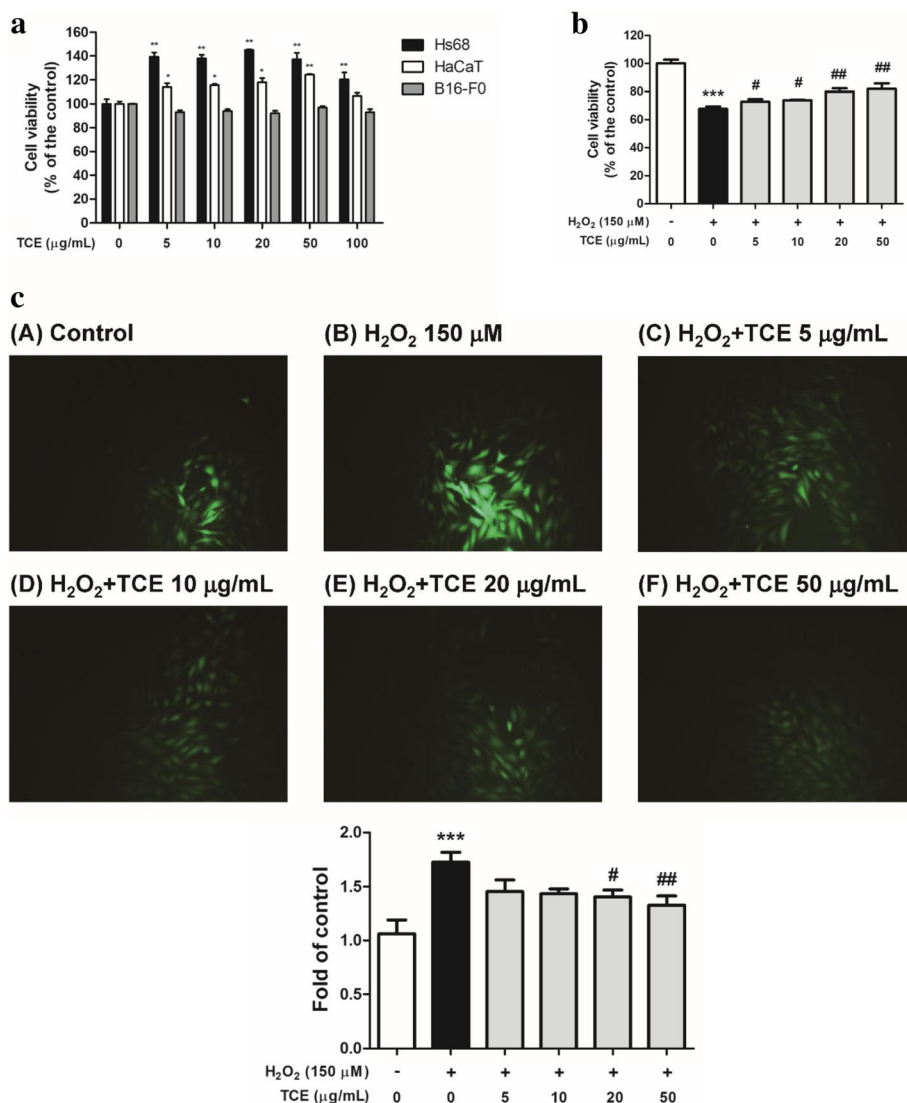 a
b
160
140
120
100
80
60
40
20
0
Cell viability
(% of the control)
** ** ** ** **
* * * **
Hs68
HaCaT
B16-F0
TCE (μg/mL) 0 5 10 20 50 100
120
100
80
60
40
20
0
Cell viability
(% of the control)
*** # # ## ##
H₂O₂ (150 μM) - + + + + +
TCE (μg/mL) 0 0 5 10 20 50
c
(A) Control
(B) H₂O₂ 150 μM
(C) H₂O₂+TCE 5 μg/mL
(D) H₂O₂+TCE 10 μg/mL
(E) H₂O₂+TCE 20 μg/mL
(F) H₂O₂+TCE 50 μg/mL
2.0
1.5
1.0
0.5
0.0
Fold of control
*** # ##
H₂O₂ (150 μM) - + + + + +
TCE (μg/mL) 0 0 5 10 20 50